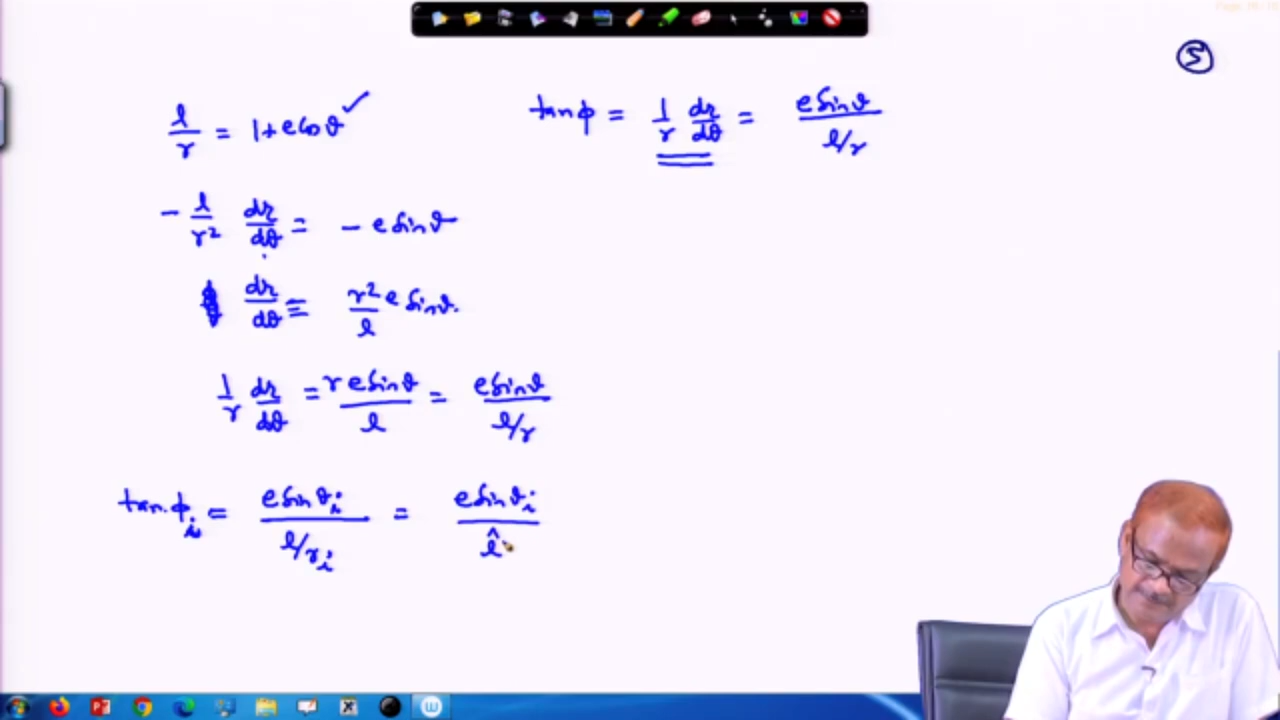 ⑤
l/r = 1 + e cos θ ✓
tan φ = 1/r dr/dθ = e sin θ / (l/r)
- l/r² dr/dθ = - e sin θ
dr/dθ = r²/l e sin θ.
1/r dr/dθ = r e sin θ / l = e sin θ / (l/r)
tan φᵢ = e sin θᵢ / (l/rᵢ) = e sin θᵢ / l̂